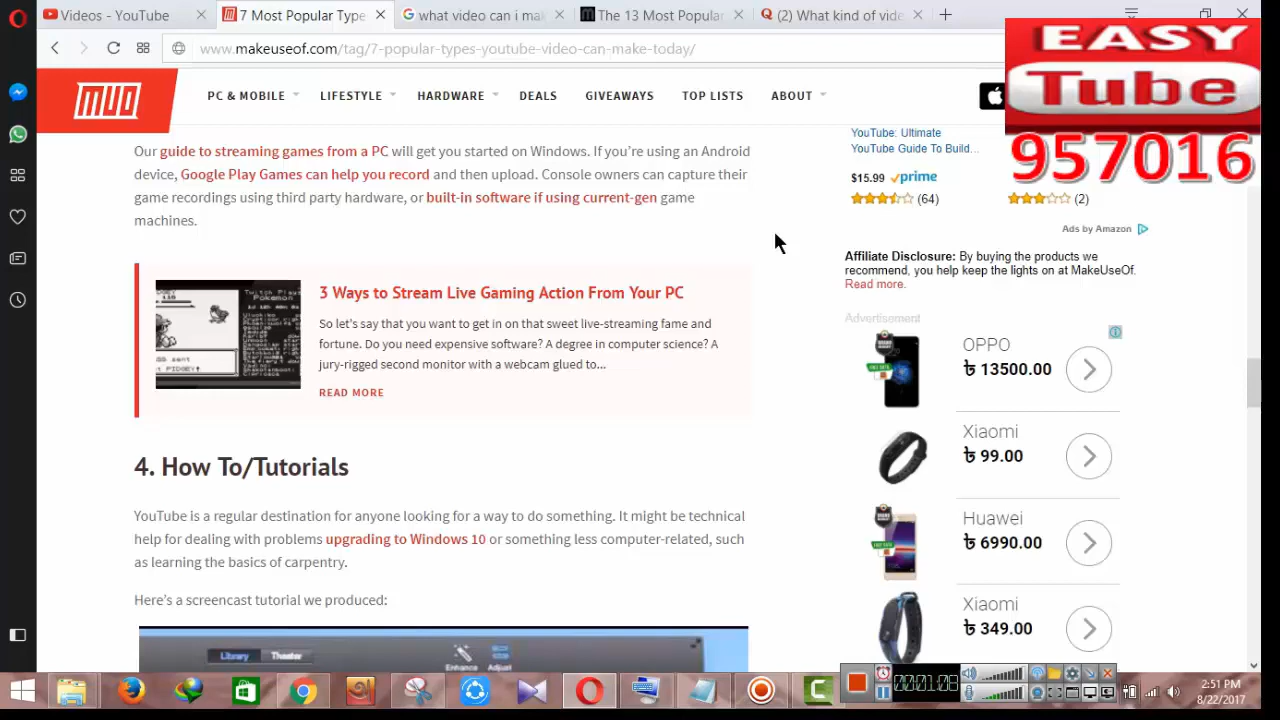 Videos - YouTube
7 Most Popular Type
what video can i mak
The 13 Most Popula
(2) What kind of vide
www.makeuseof.com/tag/7-popular-types-youtube-video-can-make-today/
EASY
Tube
957016
MUO
PC & MOBILE
LIFESTYLE
HARDWARE
DEALS
GIVEAWAYS
TOP LISTS
ABOUT
Our guide to streaming games from PC will get you started on Windows. If you're using an Android
device, Google Play Games can help you record and then upload. Console owners can capture their
game recordings using third party hardware, or built-in software if using current-gen game
machines.
3 Ways to Stream Live Gaming Action From Your PC
So let's say that you want to get in on that sweet live-streaming fame and
fortune. Do you need expensive software? A degree in computer science? A
jury-rigged second monitor with a webcam glued to...
READ MORE
4. How To/Tutorials
YouTube is a regular destination for anyone looking for a way to do something. It might be technical
help for dealing with problems upgrading to Windows 10 or something less computer-related, such
as learning the basics of carpentry.
Here's a screencast tutorial we produced:
Library
Theater
Enhance
Adjust
YouTube: Ultimate
YouTube Guide To Build...
$15.99 prime
(64)
(2)
Ads by Amazon
Affiliate Disclosure: By buying the products we
recommend, you help keep the lights on at MakeUseOf.
Read more.
Advertisement
OPPO
৳ 13500.00
Xiaomi
৳ 99.00
Huawei
৳ 6990.00
Xiaomi
৳ 349.00
00:01:08
2:51 PM
8/22/2017